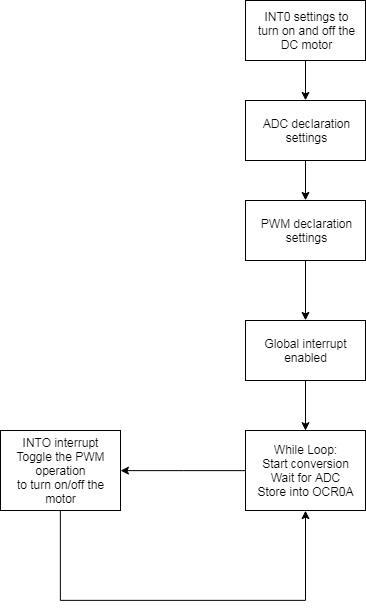 INT0 settings to
turn on and off the
DC motor
ADC declaration
settings
PWM declaration
settings
Global interrupt
enabled
INTO interrupt
Toggle the PWM
operation
to turn on/off the
motor
While Loop:
Start conversion
Wait for ADC
Store into OCR0A